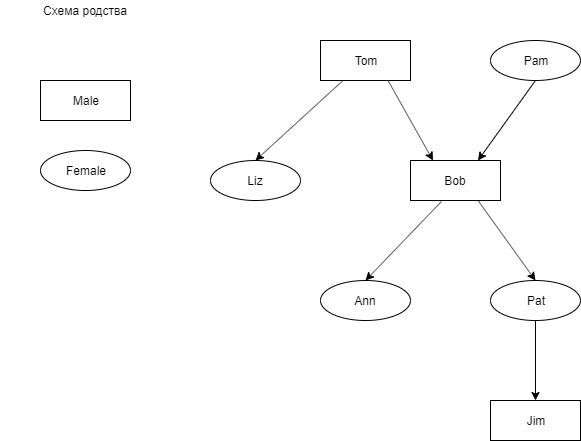 Схема родства
Tom
Pam
Male
Female
Liz
Bob
Ann
Pat
Jim